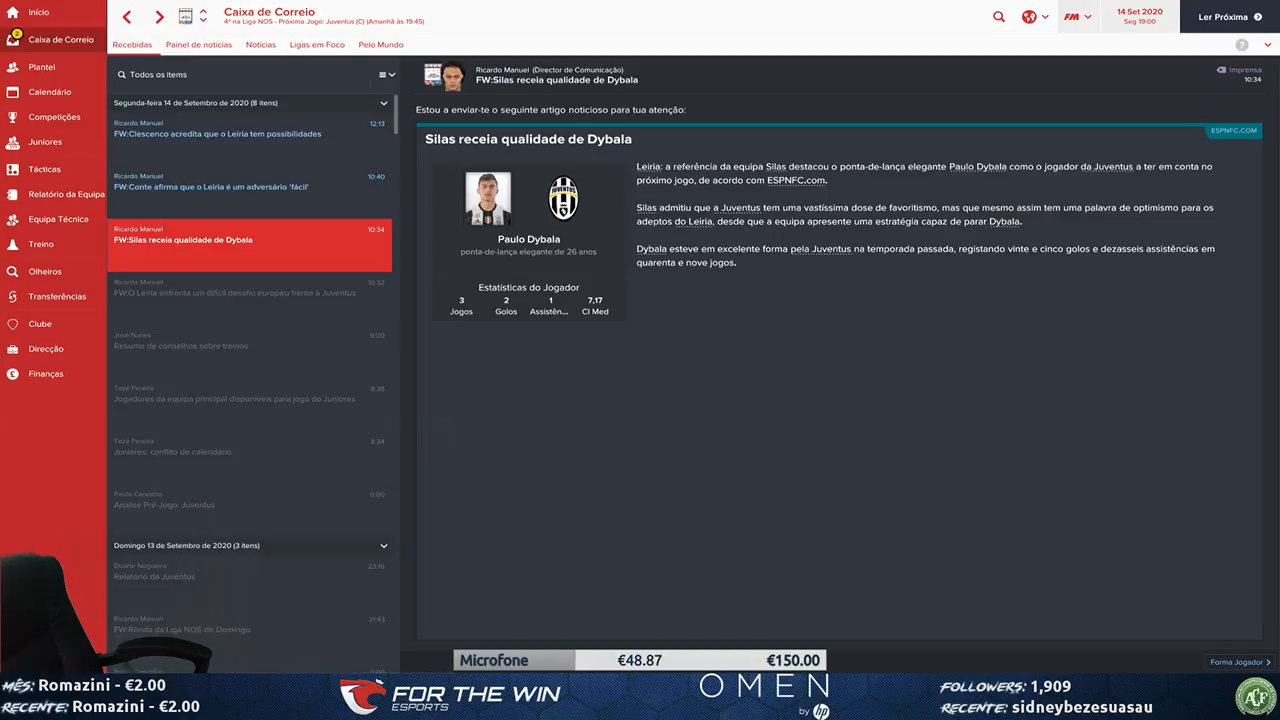 Início
2
Caixa de Correio
Plantel
Calendário
Competições
Juniores
Tácticas
Relatório da Equipa
Equipa Técnica
Treino
Olheiros
Transferências
Clube
Direcção
Finanças
Caixa de Correio
4º na Liga NOS - Próximo Jogo: Juventus (C) (Amanhã às 19:45)
FM
14 Set 2020
Seg 19:00
Ler Próxima
Recebidas
Painel de notícias
Notícias
Ligas em Foco
Pelo Mundo
?
Todos os items
Segunda-feira 14 de Setembro de 2020 (8 itens)
Ricardo Manuel 12:13
FW:Clescenco acredita que o Leiria tem possibilidades
Ricardo Manuel 10:40
FW:Conte afirma que o Leiria é um adversário 'fácil'
Ricardo Manuel 10:34
FW:Silas receia qualidade de Dybala
Ricardo Manuel 10:32
FW:O Leiria enfrenta um difícil desafio europeu frente à Juventus
José Nunes 9:00
Resumo de conselhos sobre treinos
Tozé Pereira 8:38
Jogadores da equipa principal disponíveis para jogo do Juniores
Tozé Pereira 8:34
Juniores: conflito de calendário
Paulo Carvalho 0:00
Análise Pré-Jogo: Juventus
Domingo 13 de Setembro de 2020 (3 itens)
Duarte Nogueira 23:16
Relatório da Juventus
Ricardo Manuel 21:43
FW:Ronda da Liga NOS de Domingo
Ricardo Manuel (Director de Comunicação)
FW:Silas receia qualidade de Dybala
Imprensa
10:34
Estou a enviar-te o seguinte artigo noticioso para tua atenção:
ESPNFC.COM
Silas receia qualidade de Dybala
JUVENTUS
Paulo Dybala
ponta-de-lança elegante de 26 anos
Estatísticas do Jogador
3 2 1 7,17
Jogos Golos Assistên... Cl Med
Leiria: a referência da equipa Silas destacou o ponta-de-lança elegante Paulo Dybala como o jogador da Juventus a ter em conta no
próximo jogo, de acordo com ESPNFC.com.
Silas admitiu que a Juventus tem uma vastíssima dose de favoritismo, mas que mesmo assim tem uma palavra de optimismo para os
adeptos do Leiria, desde que a equipa apresente uma estratégia capaz de parar Dybala.
Dybala esteve em excelente forma pela Juventus na temporada passada, registando vinte e cinco golos e dezasseis assistências em
quarenta e nove jogos.
Forma Jogador
Microfone €48.87 €150.00
MÊS: Romazini - €2.00
RECENTE: Romazini - €2.00
FOR THE WIN
ESPORTS
OMEN
by hp
FOLLOWERS: 1,909
RECENTE: sidneybezesuasau